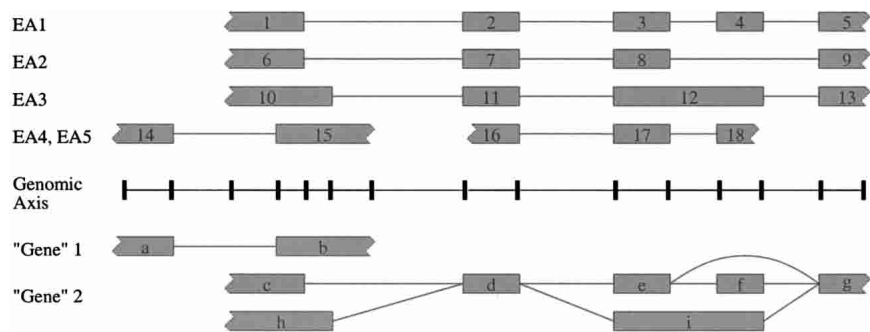 EA1 1 2 3 4 5
EA2 6 7 8 9
EA3 10 11 12 13
EA4, EA5 14 15 16 17 18
Genomic
Axis
"Gene" 1 a b
"Gene" 2 c d e f g
h i